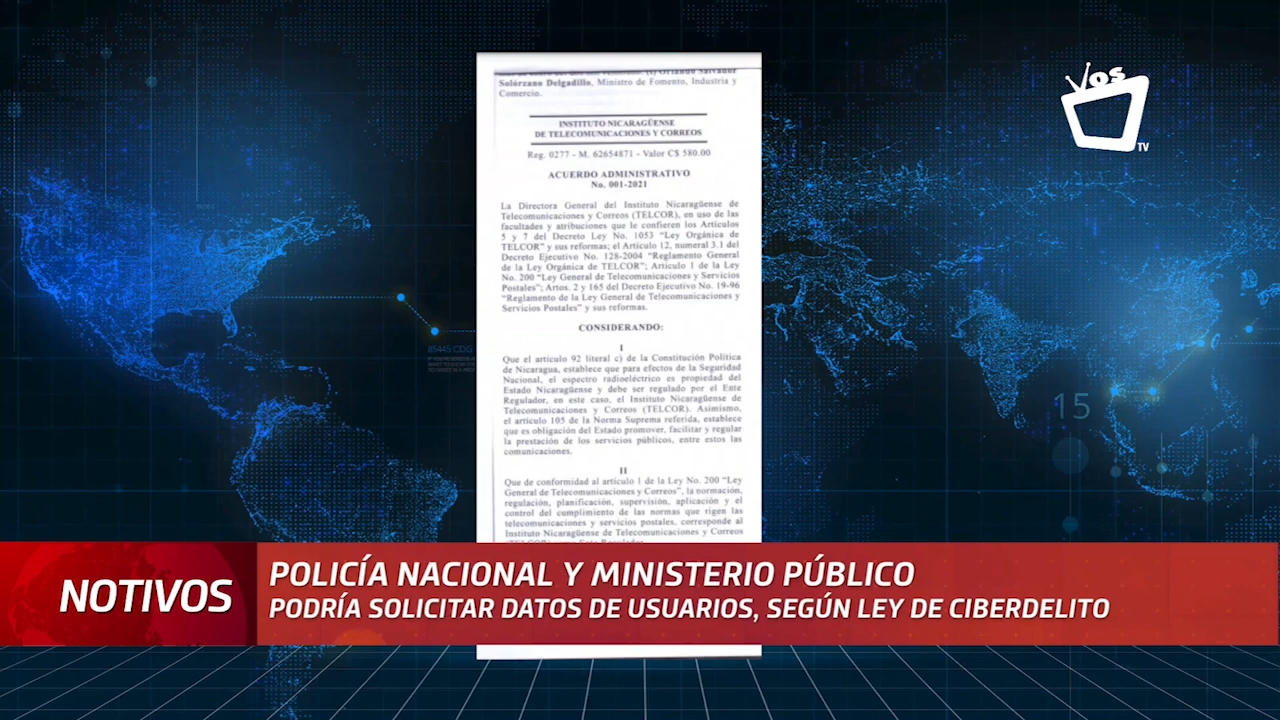 VOS
TV
Solórzano Delgadillo, Ministro de Fomento, Industria y
Comercio.
INSTITUTO NICARAGÜENSE
DE TELECOMUNICACIONES Y CORREOS
Reg. 0277 - M. 62654871 - Valor C$ 580.00
ACUERDO ADMINISTRATIVO
No. 001-2021
La Directora General del Instituto Nicaragüense de
Telecomunicaciones y Correos (TELCOR), en uso de las
facultades y atribuciones que le confieren los Artículos
5 y 7 del Decreto Ley No. 1053 “Ley Orgánica de
TELCOR” y sus reformas; el Artículo 12, numeral 3.1 del
Decreto Ejecutivo No. 128-2004 “Reglamento General
de la Ley Orgánica de TELCOR”; Artículo 1 de la Ley
No. 200 “Ley General de Telecomunicaciones y Servicios
Postales”; Artos. 2 y 165 del Decreto Ejecutivo No. 19-96
“Reglamento de la Ley General de Telecomunicaciones y
Servicios Postales” y sus reformas.
CONSIDERANDO:
I
Que el artículo 92 literal c) de la Constitución Política
de Nicaragua, establece que para efectos de la Seguridad
Nacional, el espectro radioeléctrico es propiedad del
Estado Nicaragüense y debe ser regulado por el Ente
Regulador, en este caso, el Instituto Nicaragüense de
Telecomunicaciones y Correos (TELCOR). Asimismo,
el artículo 105 de la Norma Suprema referida, establece
que es obligación del Estado promover, facilitar y regular
la prestación de los servicios públicos, entre estos las
comunicaciones.
II
Que de conformidad al artículo 1 de la Ley No. 200 “Ley
General de Telecomunicaciones y Correos”, la normación,
regulación, planificación, supervisión, aplicación y el
control del cumplimiento de las normas que rigen las
telecomunicaciones y servicios postales, corresponde al
Instituto Nicaragüense de Telecomunicaciones y Correos
85445 CDG
15
NOTIVOS
POLICÍA NACIONAL Y MINISTERIO PÚBLICO
PODRÍA SOLICITAR DATOS DE USUARIOS, SEGÚN LEY DE CIBERDELITO